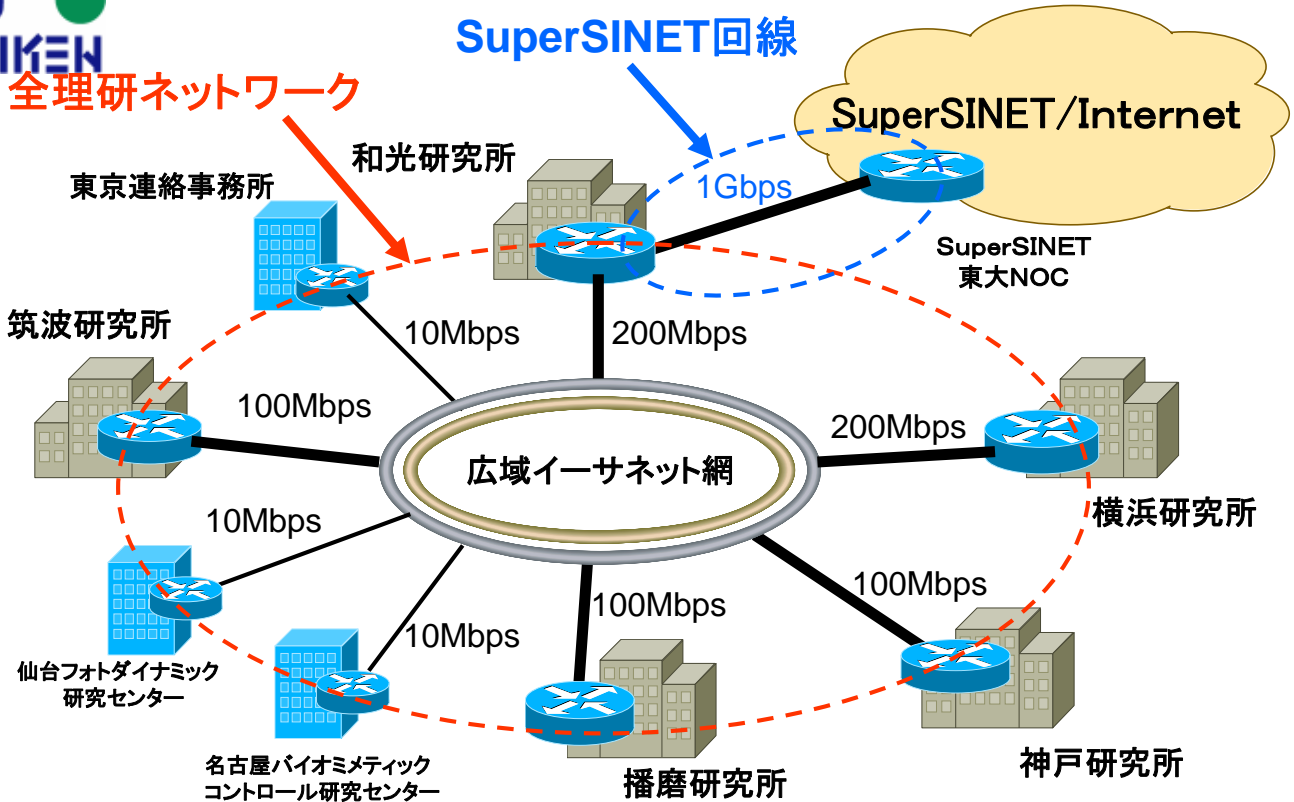 SuperSINET回線
全理研ネットワーク
SuperSINET/Internet
和光研究所
東京連絡事務所
1Gbps
SuperSINET
東大NOC
筑波研究所
10Mbps
200Mbps
100Mbps
200Mbps
広域イーサネット網
横浜研究所
10Mbps
100Mbps
100Mbps
10Mbps
仙台フォトダイナミック
研究センター
名古屋バイオミメティック
コントロール研究センター
播磨研究所
神戸研究所